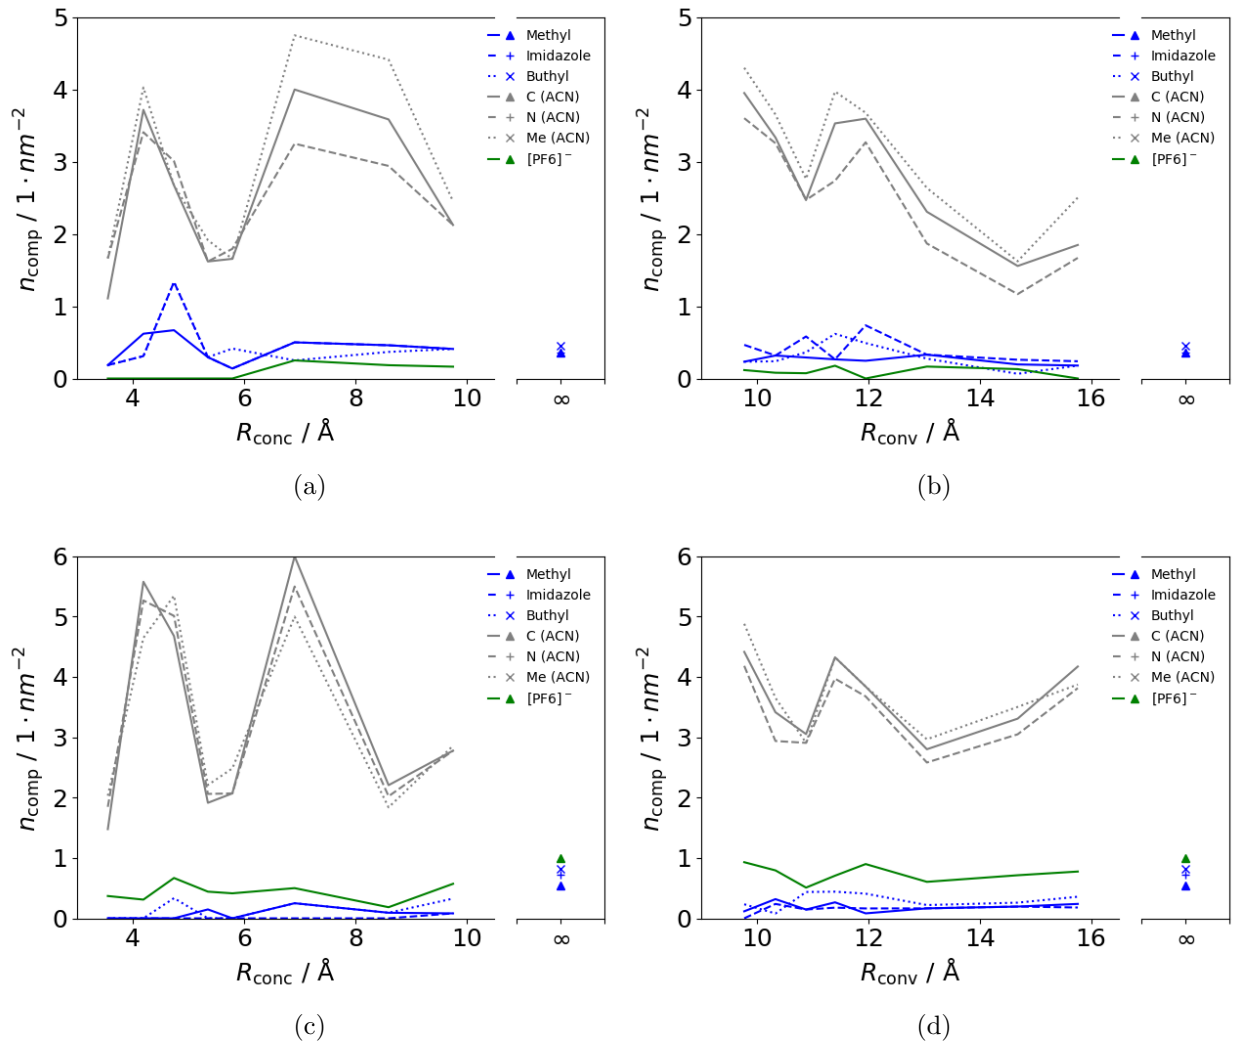 5
4
3
2
1
0
n_comp / 1 · nm^−2
4 6 8 10 ∞
R_conc / Å
Methyl
Imidazole
Buthyl
C (ACN)
N (ACN)
Me (ACN)
[PF6]^−
(a)
5
4
3
2
1
0
n_comp / 1 · nm^−2
10 12 14 16 ∞
R_conv / Å
Methyl
Imidazole
Buthyl
C (ACN)
N (ACN)
Me (ACN)
[PF6]^−
(b)
6
5
4
3
2
1
0
n_comp / 1 · nm^−2
4 6 8 10 ∞
R_conc / Å
Methyl
Imidazole
Buthyl
C (ACN)
N (ACN)
Me (ACN)
[PF6]^−
(c)
6
5
4
3
2
1
0
n_comp / 1 · nm^−2
10 12 14 16 ∞
R_conv / Å
Methyl
Imidazole
Buthyl
C (ACN)
N (ACN)
Me (ACN)
[PF6]^−
(d)